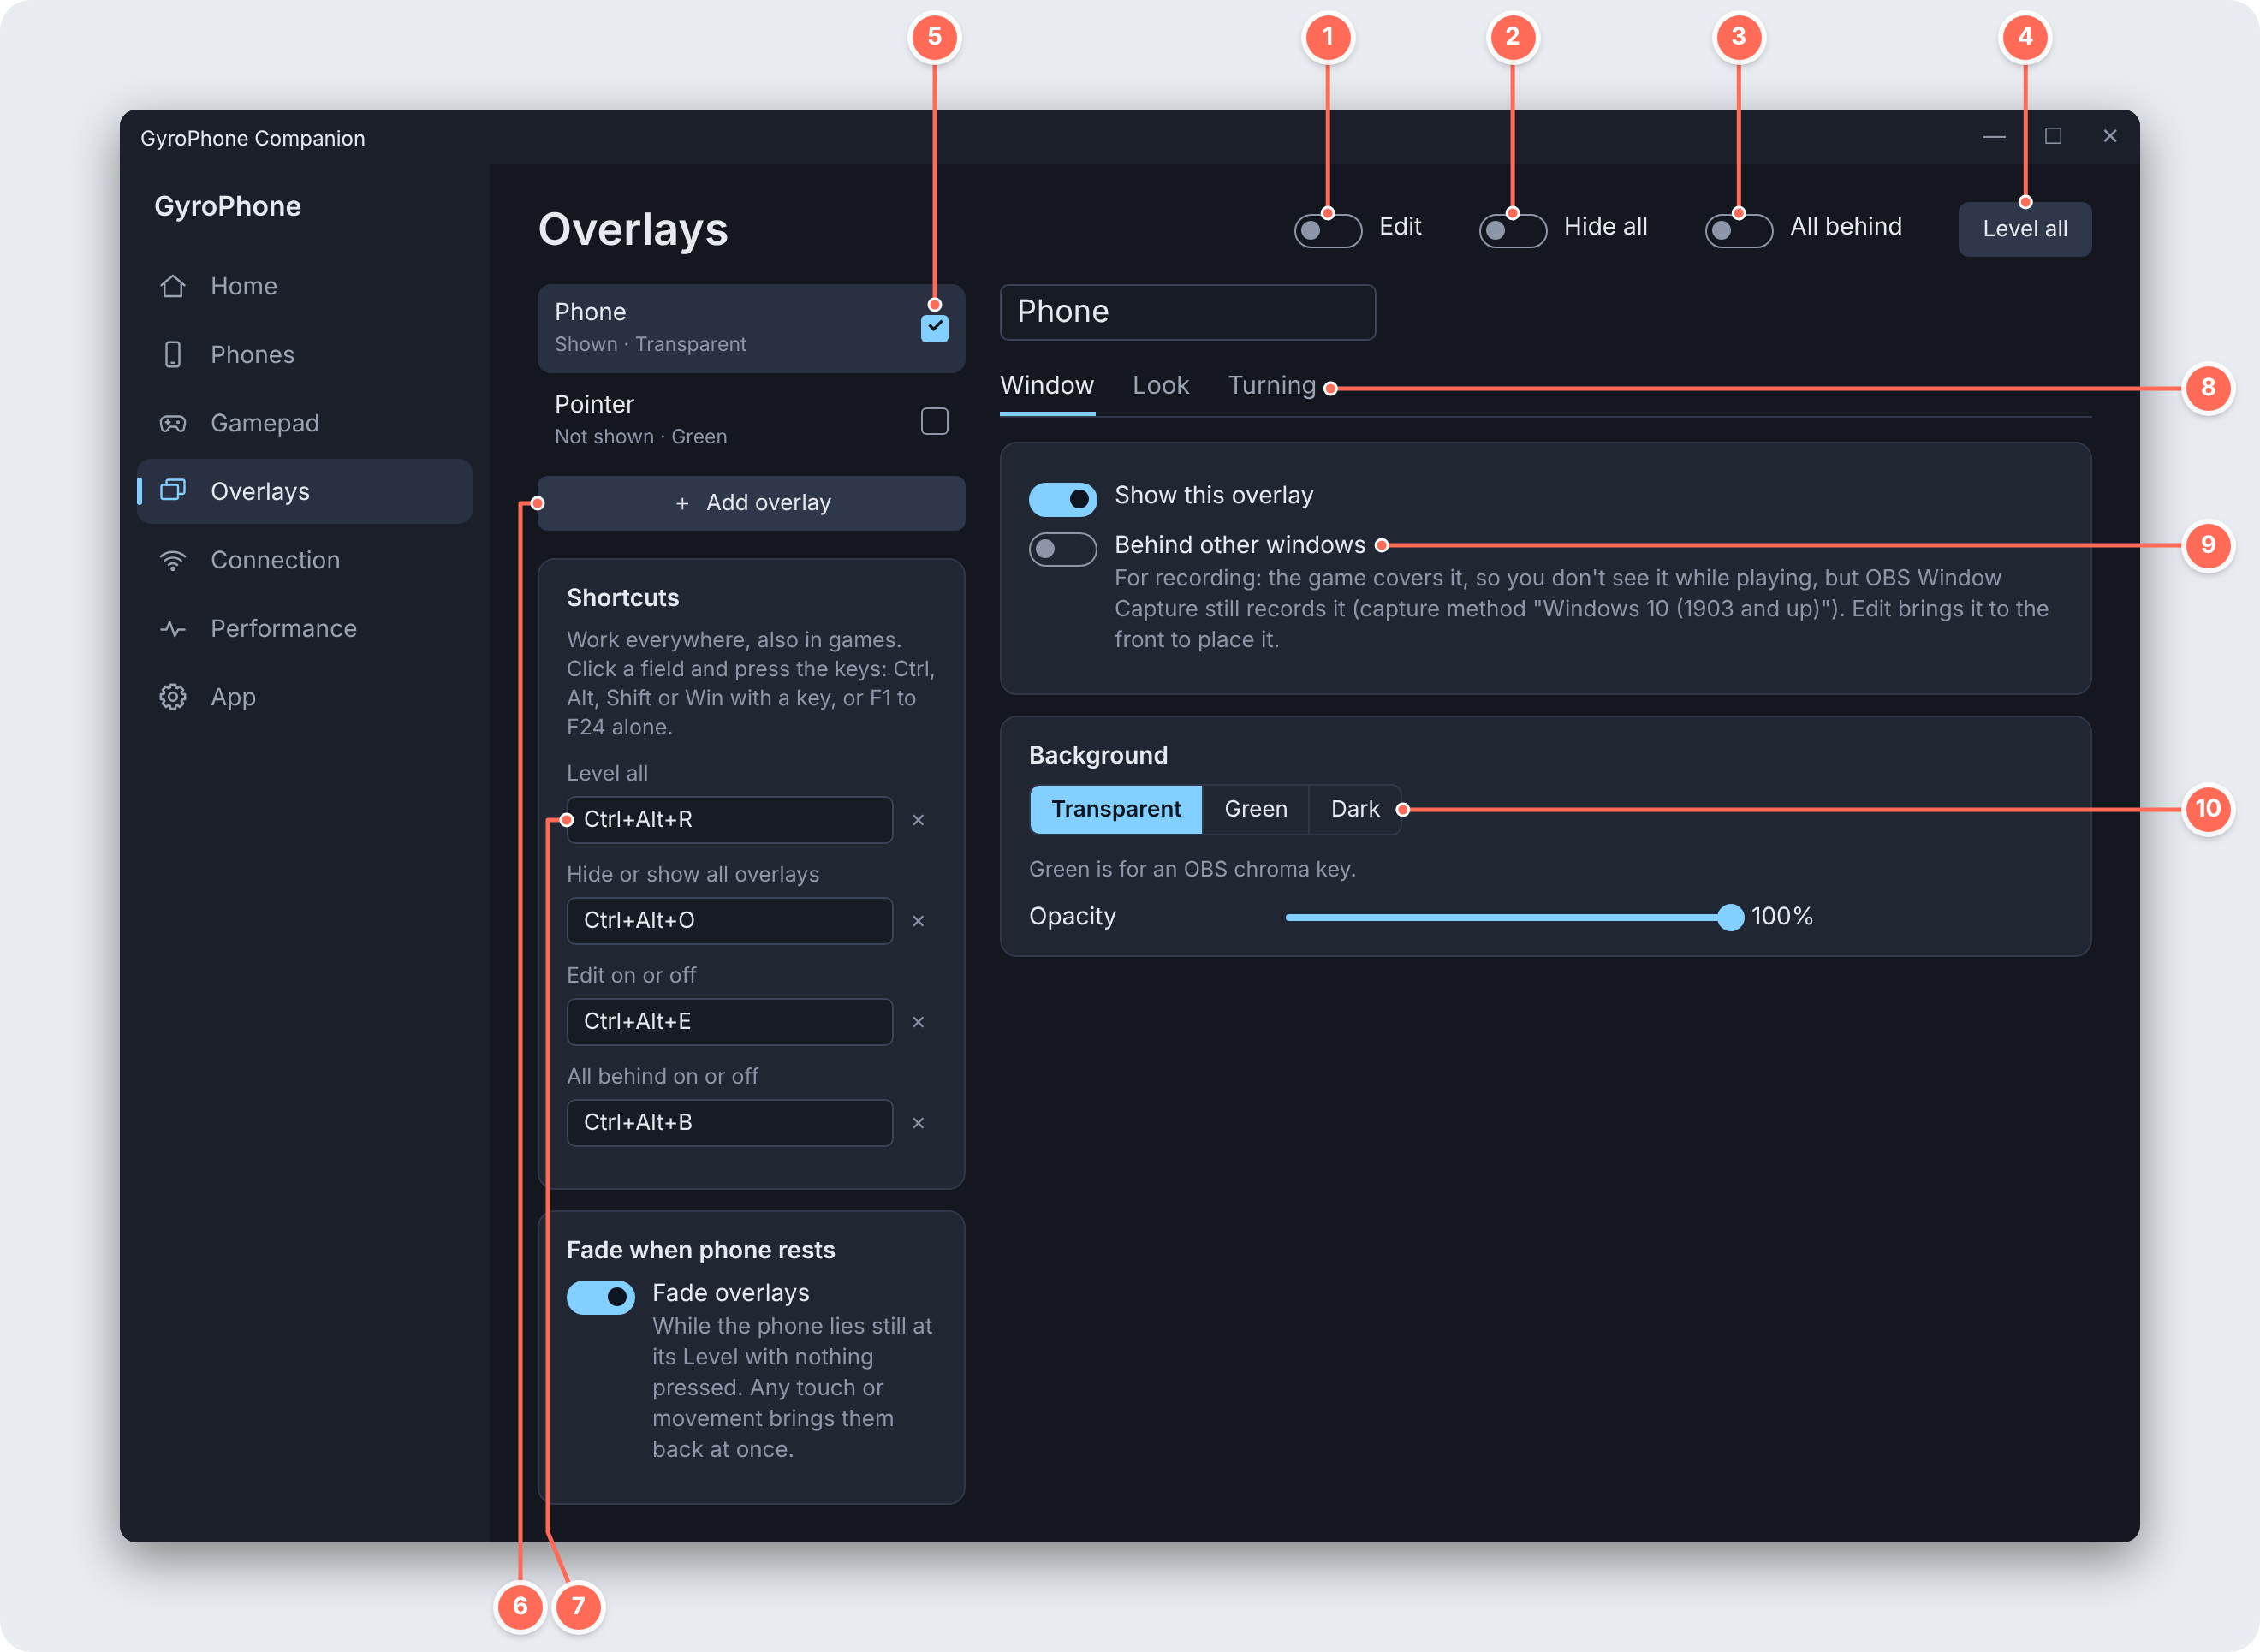 5
1
2
3
4
GyroPhone Companion
GyroPhone
Home
Phones
Gamepad
Overlays
Connection
Performance
App
Overlays
Edit
Hide all
All behind
Level all
Phone
Shown · Transparent
Pointer
Not shown · Green
+ Add overlay
Shortcuts
Work everywhere, also in games.
Click a field and press the keys: Ctrl,
Alt, Shift or Win with a key, or F1 to
F24 alone.
Level all
Ctrl+Alt+R
Hide or show all overlays
Ctrl+Alt+O
Edit on or off
Ctrl+Alt+E
All behind on or off
Ctrl+Alt+B
Fade when phone rests
Fade overlays
While the phone lies still at
its Level with nothing
pressed. Any touch or
movement brings them
back at once.
Phone
Window Look Turning
8
Show this overlay
Behind other windows
9
For recording: the game covers it, so you don't see it while playing, but OBS Window
Capture still records it (capture method "Windows 10 (1903 and up)"). Edit brings it to the
front to place it.
Background
Transparent Green Dark
10
Green is for an OBS chroma key.
Opacity 100%
6
7